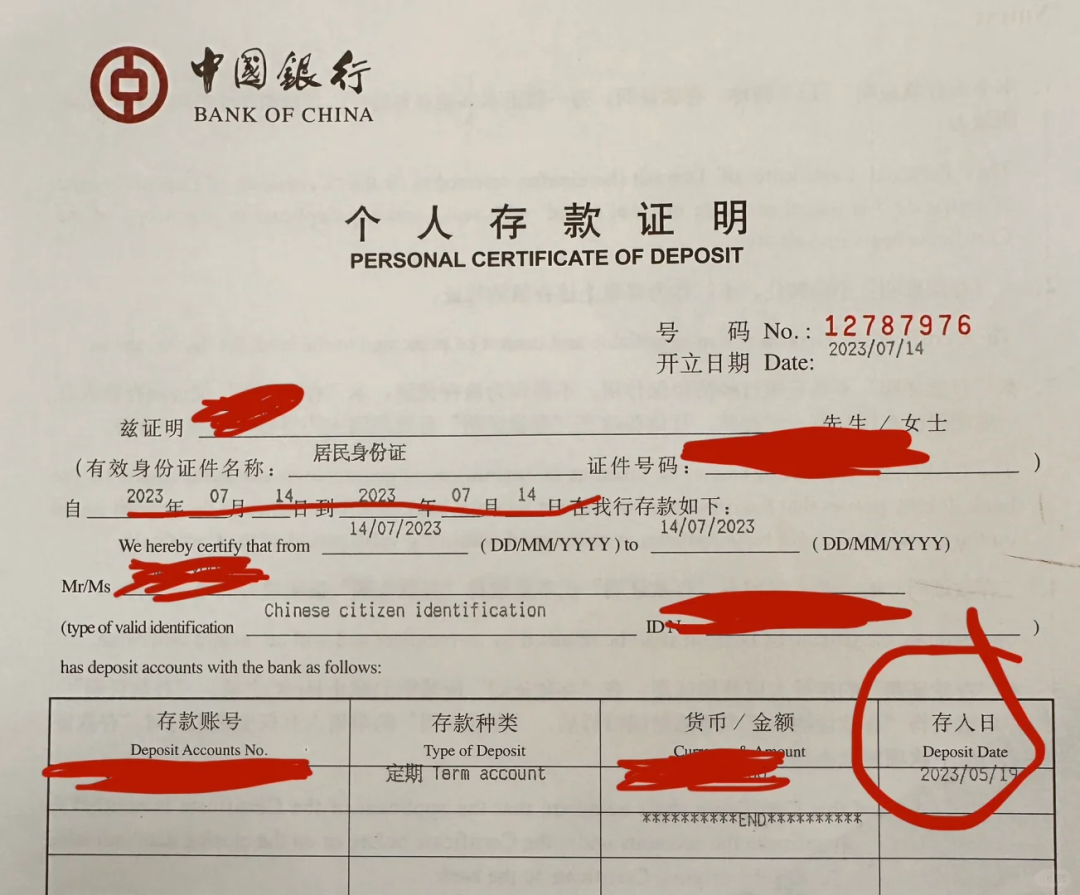 中國銀行
BANK OF CHINA
个人存款证明
PERSONAL CERTIFICATE OF DEPOSIT
号 码 No.: 12787976
开立日期 Date: 2023/07/14
兹证明 先生／女士
(有效身份证件名称: 居民身份证 证件号码: )
自 2023 年 07 月 14 日到 2023 年 07 月 14 日在我行存款如下:
We hereby certify that from 14/07/2023 (DD/MM/YYYY) to 14/07/2023 (DD/MM/YYYY)
Mr/Ms
(type of valid identification Chinese citizen identification ID )
has deposit accounts with the bank as follows:
存款账号 存款种类 货币／金额 存入日
Deposit Accounts No. Type of Deposit Amount Deposit Date
定期 Term account 2023/05/19
**********END**********